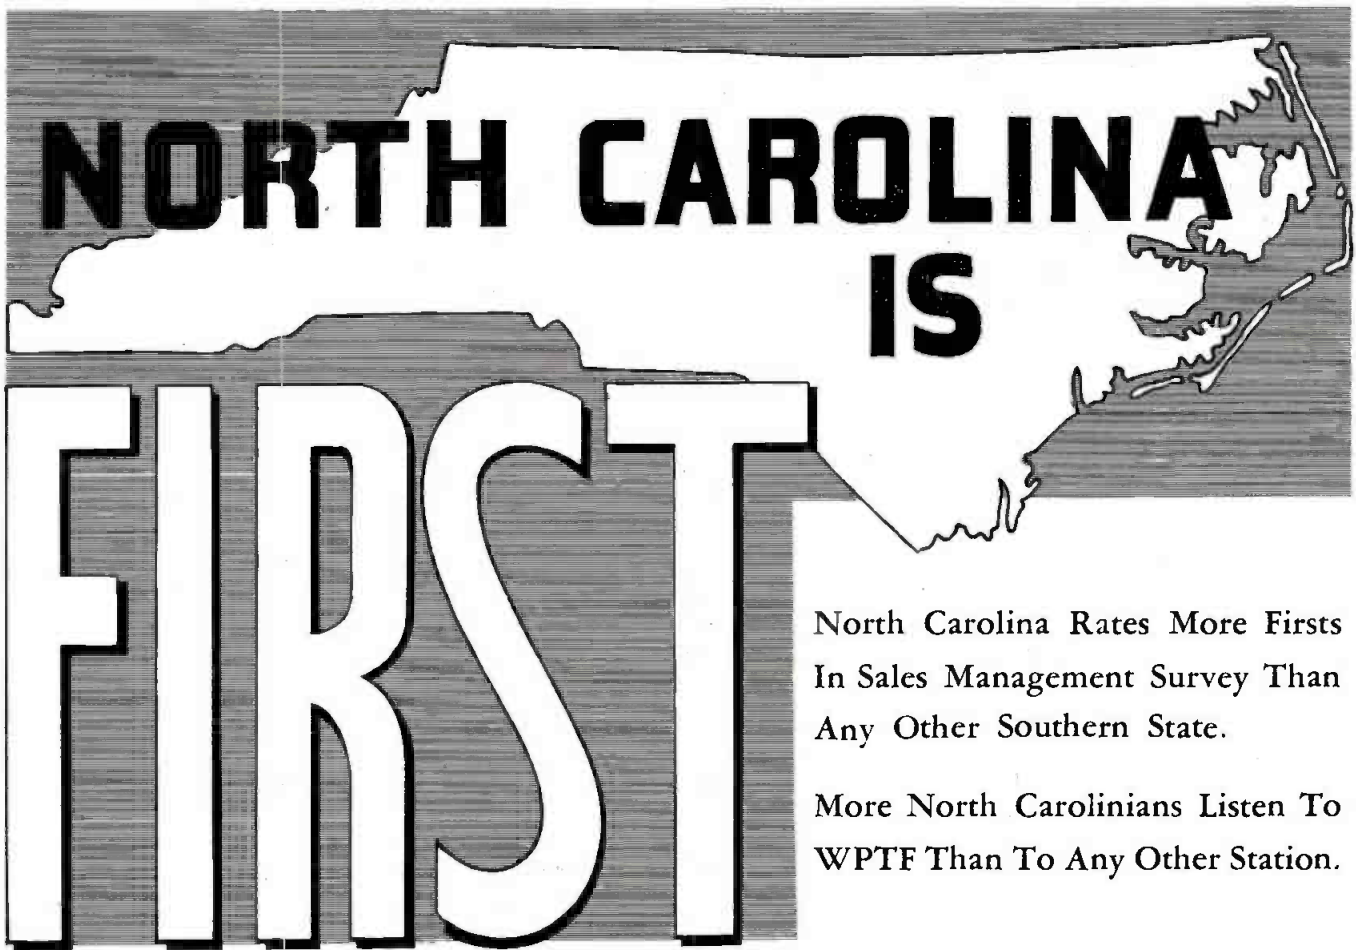 NORTH CAROLINA
IS
FIRST
North Carolina Rates More Firsts
In Sales Management Survey Than
Any Other Southern State.
More North Carolinians Listen To
WPTF Than To Any Other Station.